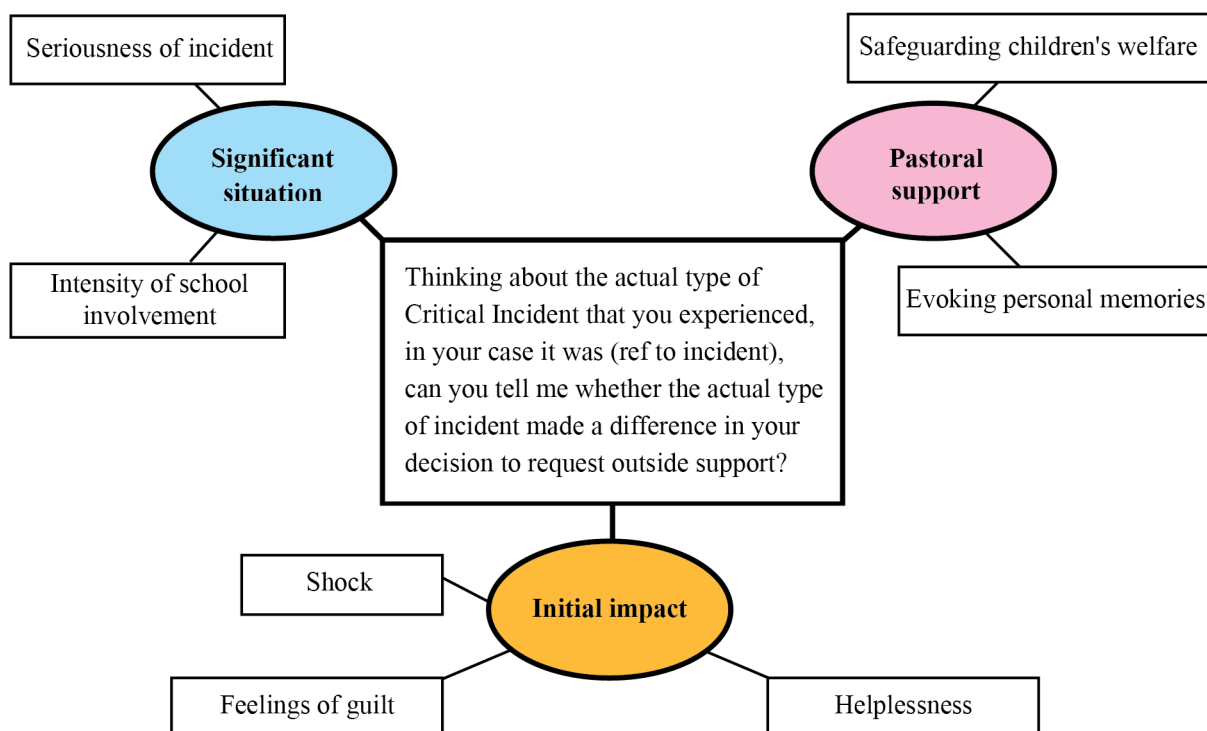 Seriousness of incident
Safeguarding children's welfare
Significant
situation
Pastoral
support
Intensity of school
involvement
Evoking personal memories
Thinking about the actual type of
Critical Incident that you experienced,
in your case it was (ref to incident),
can you tell me whether the actual type
of incident made a difference in your
decision to request outside support?
Shock
Initial impact
Feelings of guilt
Helplessness